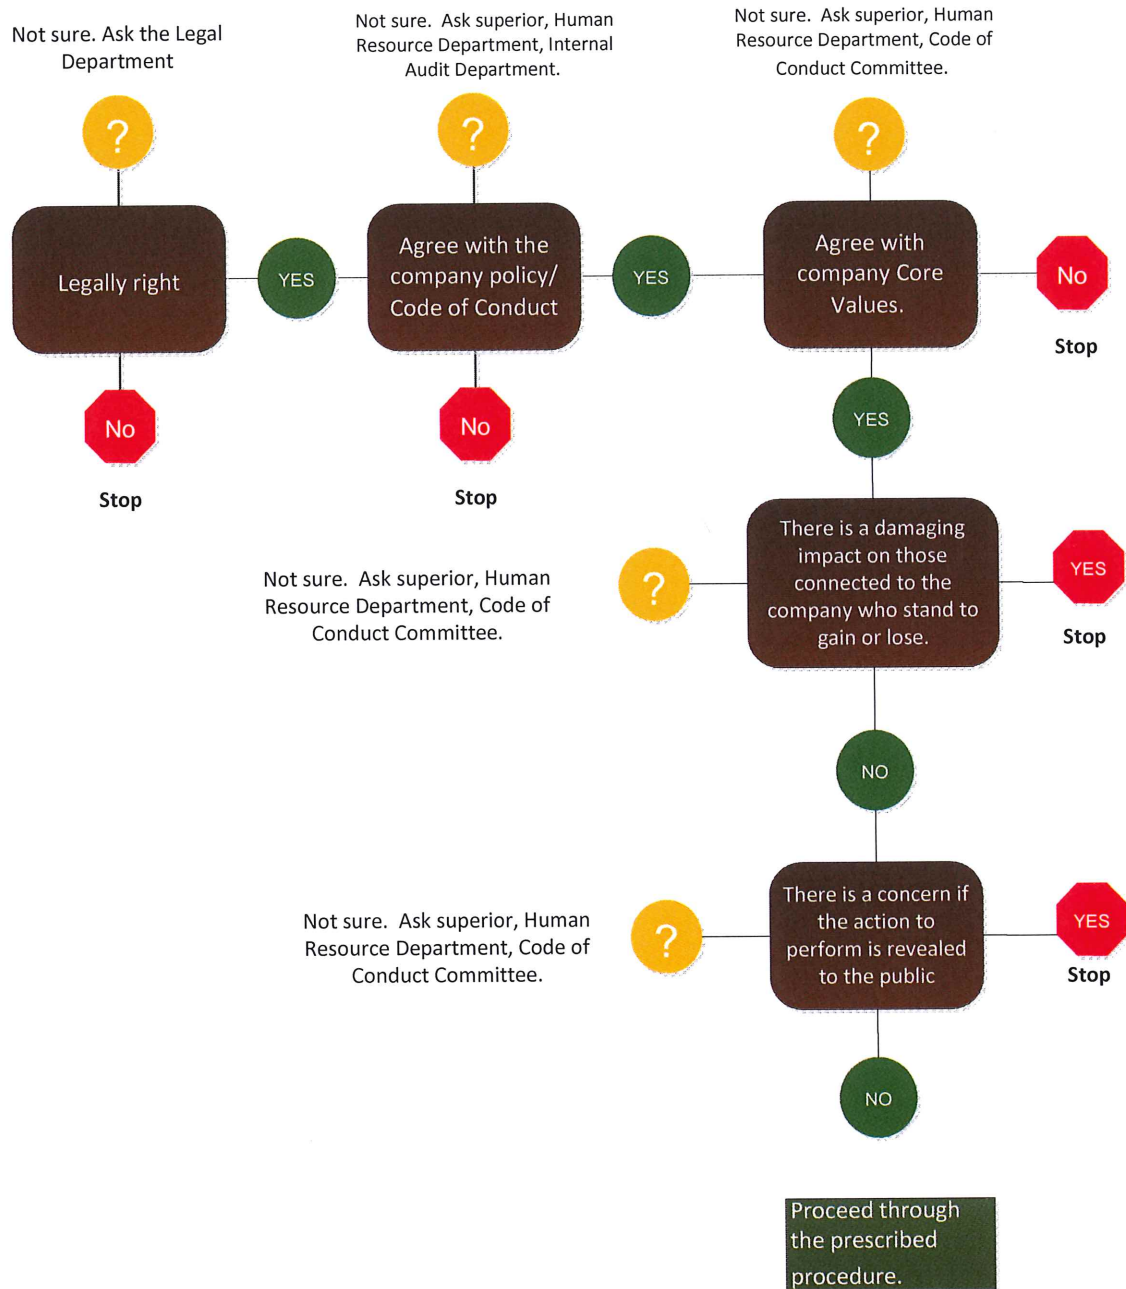 Not sure. Ask the Legal
Department
Not sure.  Ask superior, Human
Resource Department, Internal
Audit Department.
Not sure.  Ask superior, Human
Resource Department, Code of
Conduct Committee.
?
?
?
Legally right
YES
Agree with the
company policy/
Code of Conduct
YES
Agree with
company Core
Values.
No
Stop
No
Stop
No
Stop
YES
Not sure.  Ask superior, Human
Resource Department, Code of
Conduct Committee.
?
There is a damaging
impact on those
connected to the
company who stand to
gain or lose.
YES
Stop
NO
Not sure.  Ask superior, Human
Resource Department, Code of
Conduct Committee.
?
There is a concern if
the action to
perform is revealed
to the public
YES
Stop
NO
Proceed through
the prescribed
procedure.